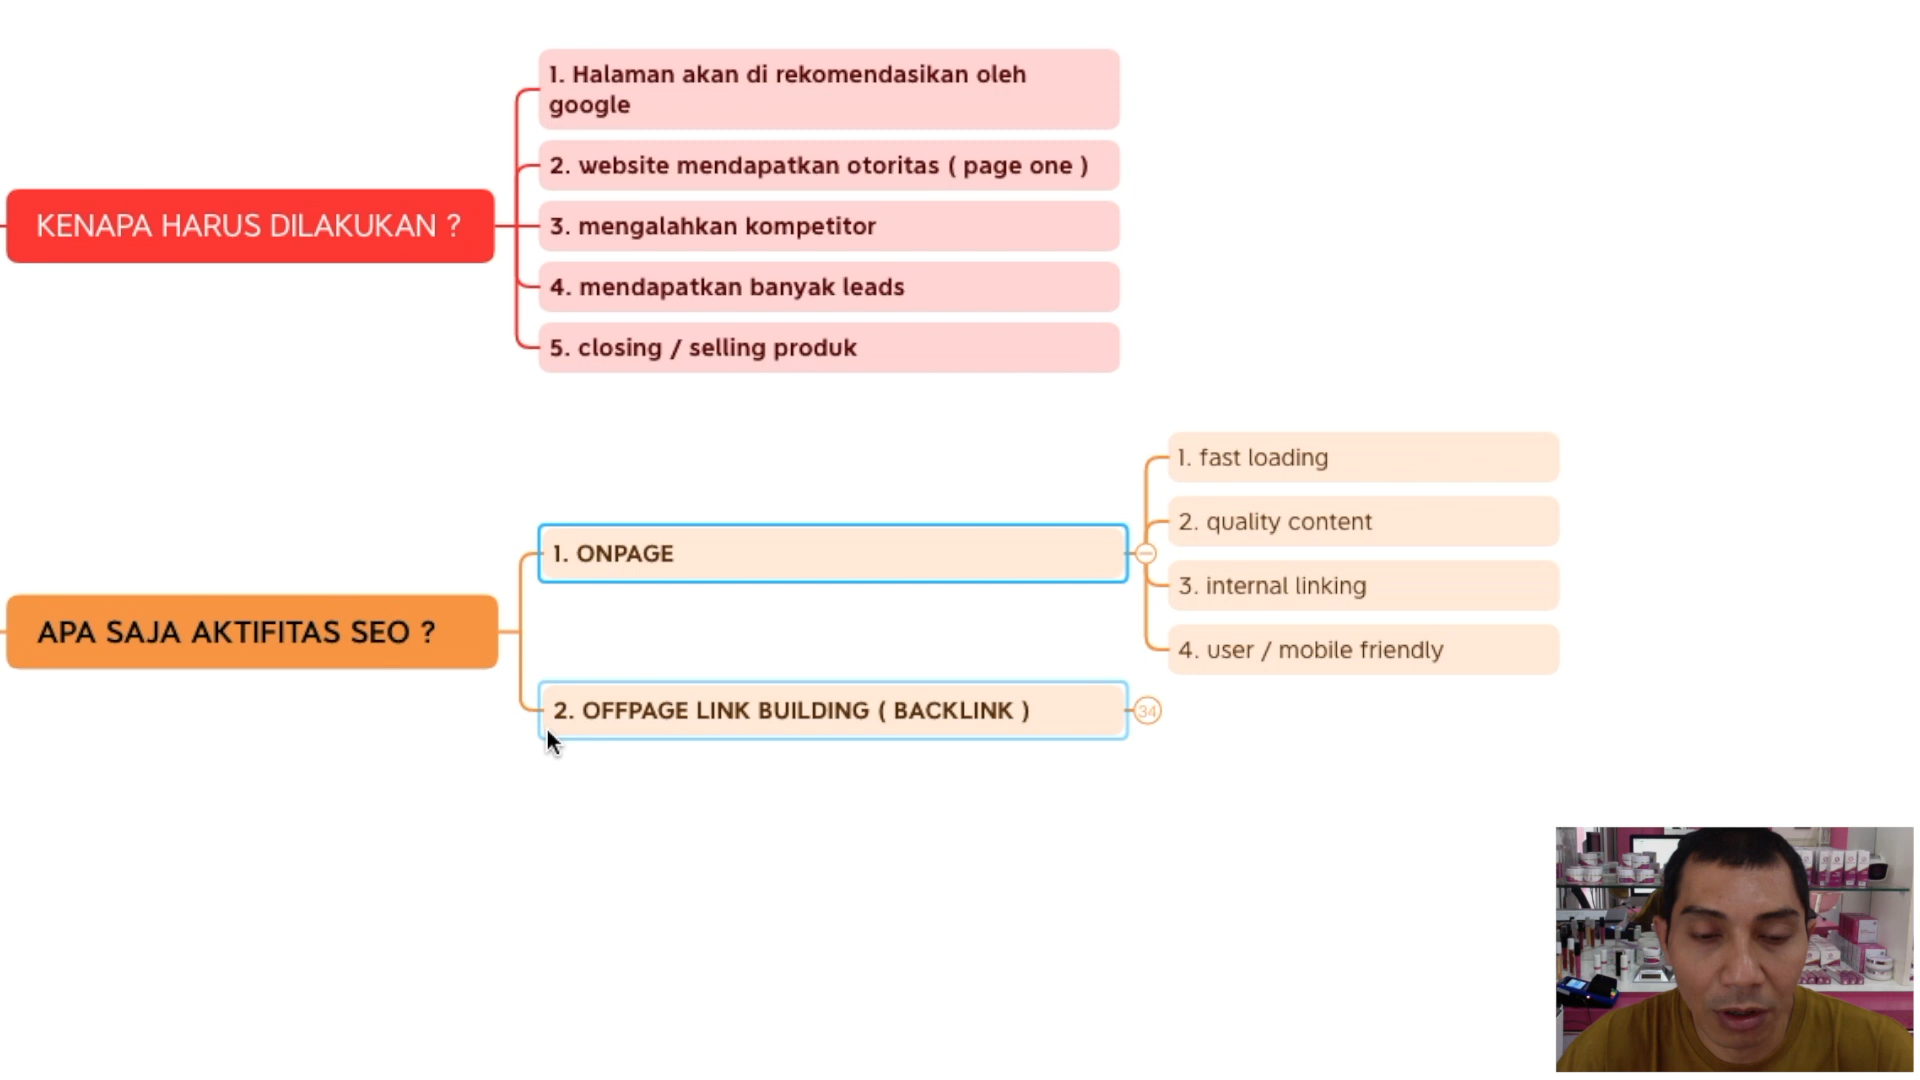 1. Halaman akan di rekomendasikan oleh
google
2. website mendapatkan otoritas ( page one )
KENAPA HARUS DILAKUKAN ?
3. mengalahkan kompetitor
4. mendapatkan banyak leads
5. closing / selling produk
APA SAJA AKTIFITAS SEO ?
1. ONPAGE
1. fast loading
2. quality content
3. internal linking
4. user / mobile friendly
2. OFFPAGE LINK BUILDING ( BACKLINK )
34